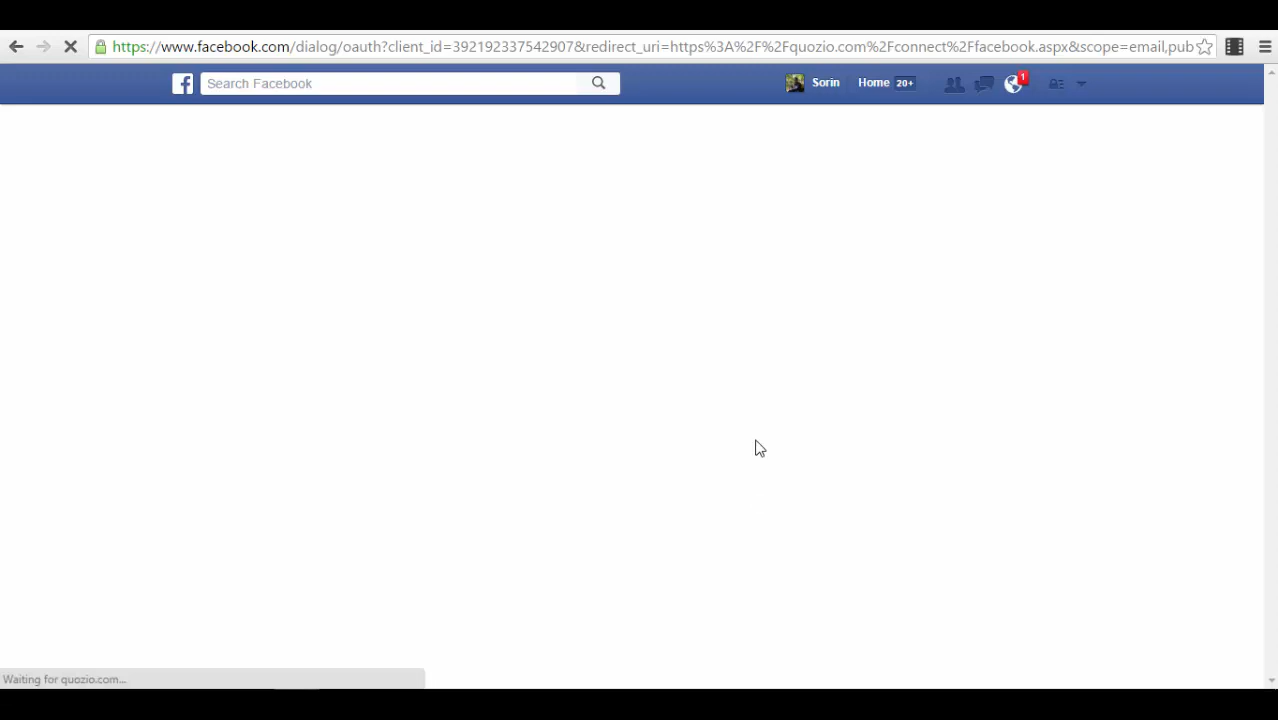 https://www.facebook.com/dialog/oauth?client_id=392192337542907&redirect_uri=https%3A%2F%2Fquozio.com%2Fconnect%2Ffacebook.aspx&scope=email,pub
f Search Facebook Sorin Home 20+ 1
Waiting for quozio.com...